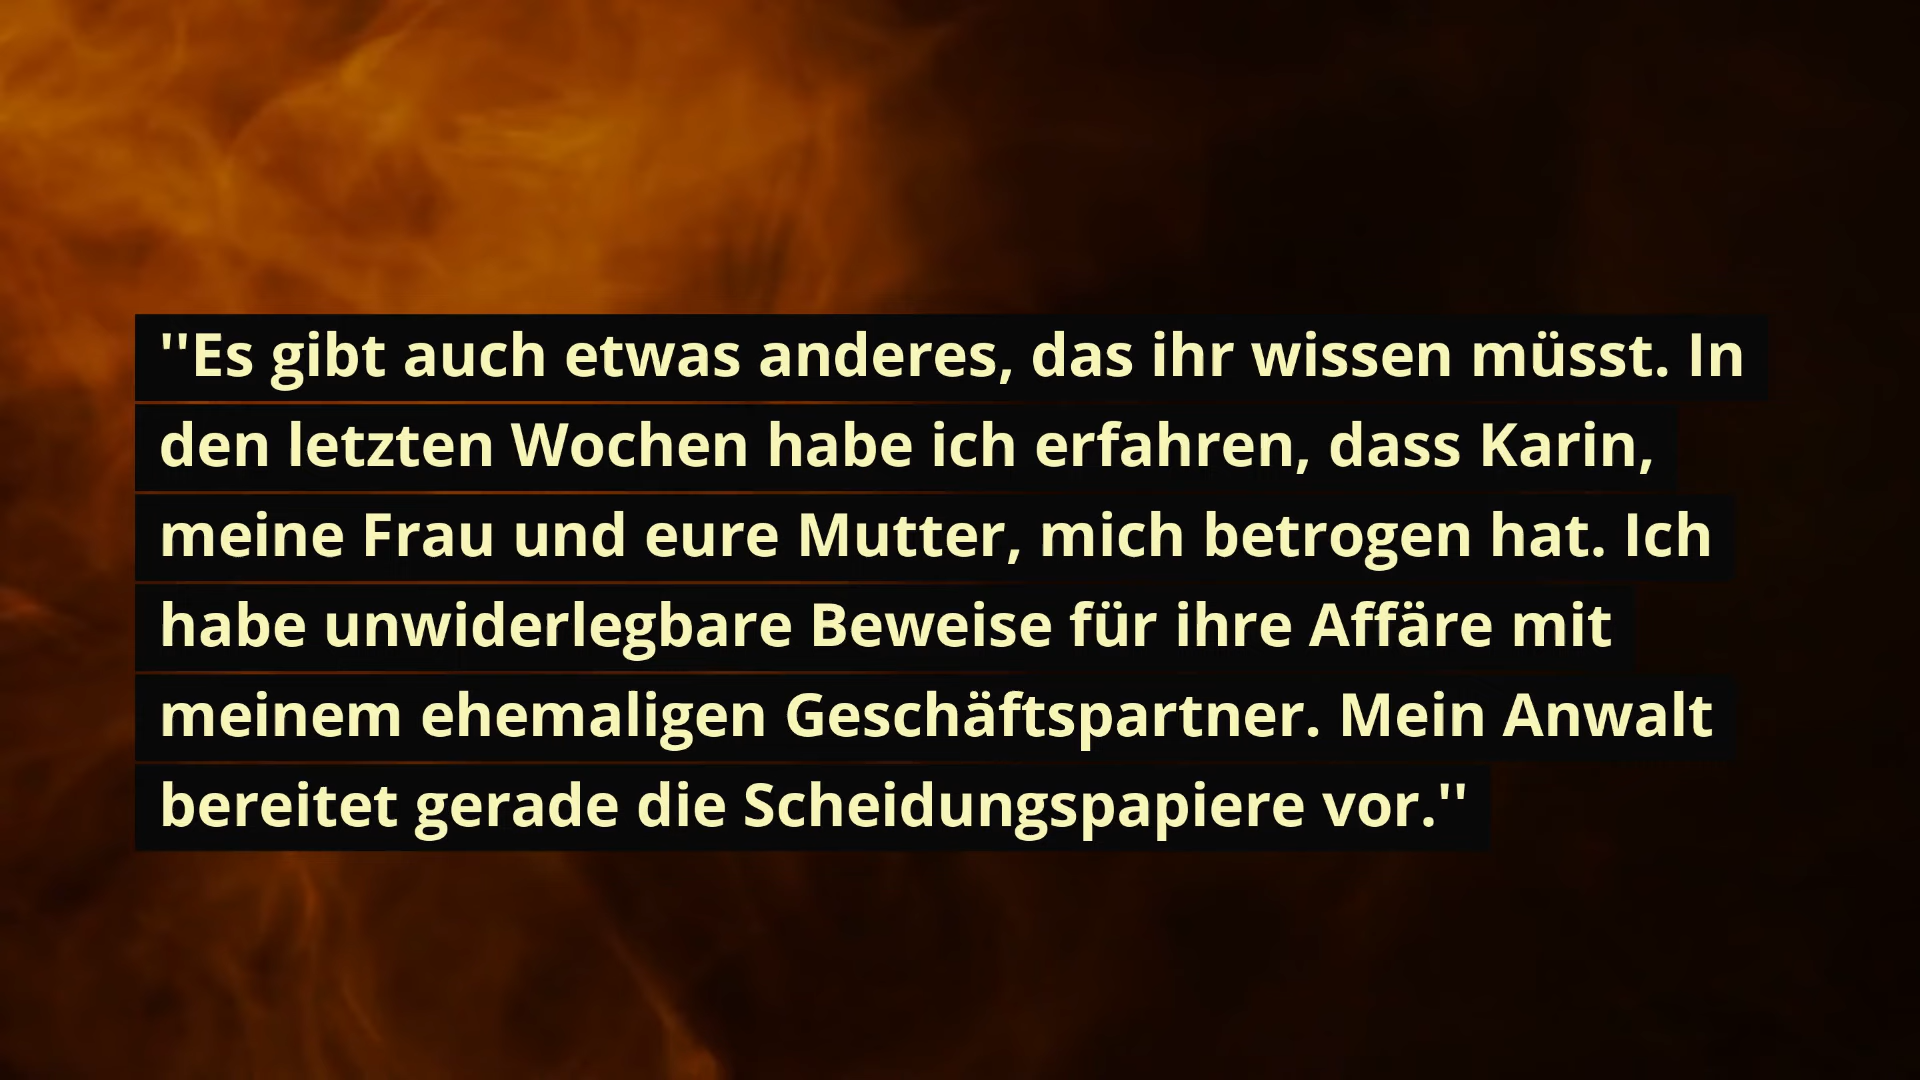 ''Es gibt auch etwas anderes, das ihr wissen müsst. In
den letzten Wochen habe ich erfahren, dass Karin,
meine Frau und eure Mutter, mich betrogen hat. Ich
habe unwiderlegbare Beweise für ihre Affäre mit
meinem ehemaligen Geschäftspartner. Mein Anwalt
bereitet gerade die Scheidungspapiere vor.''